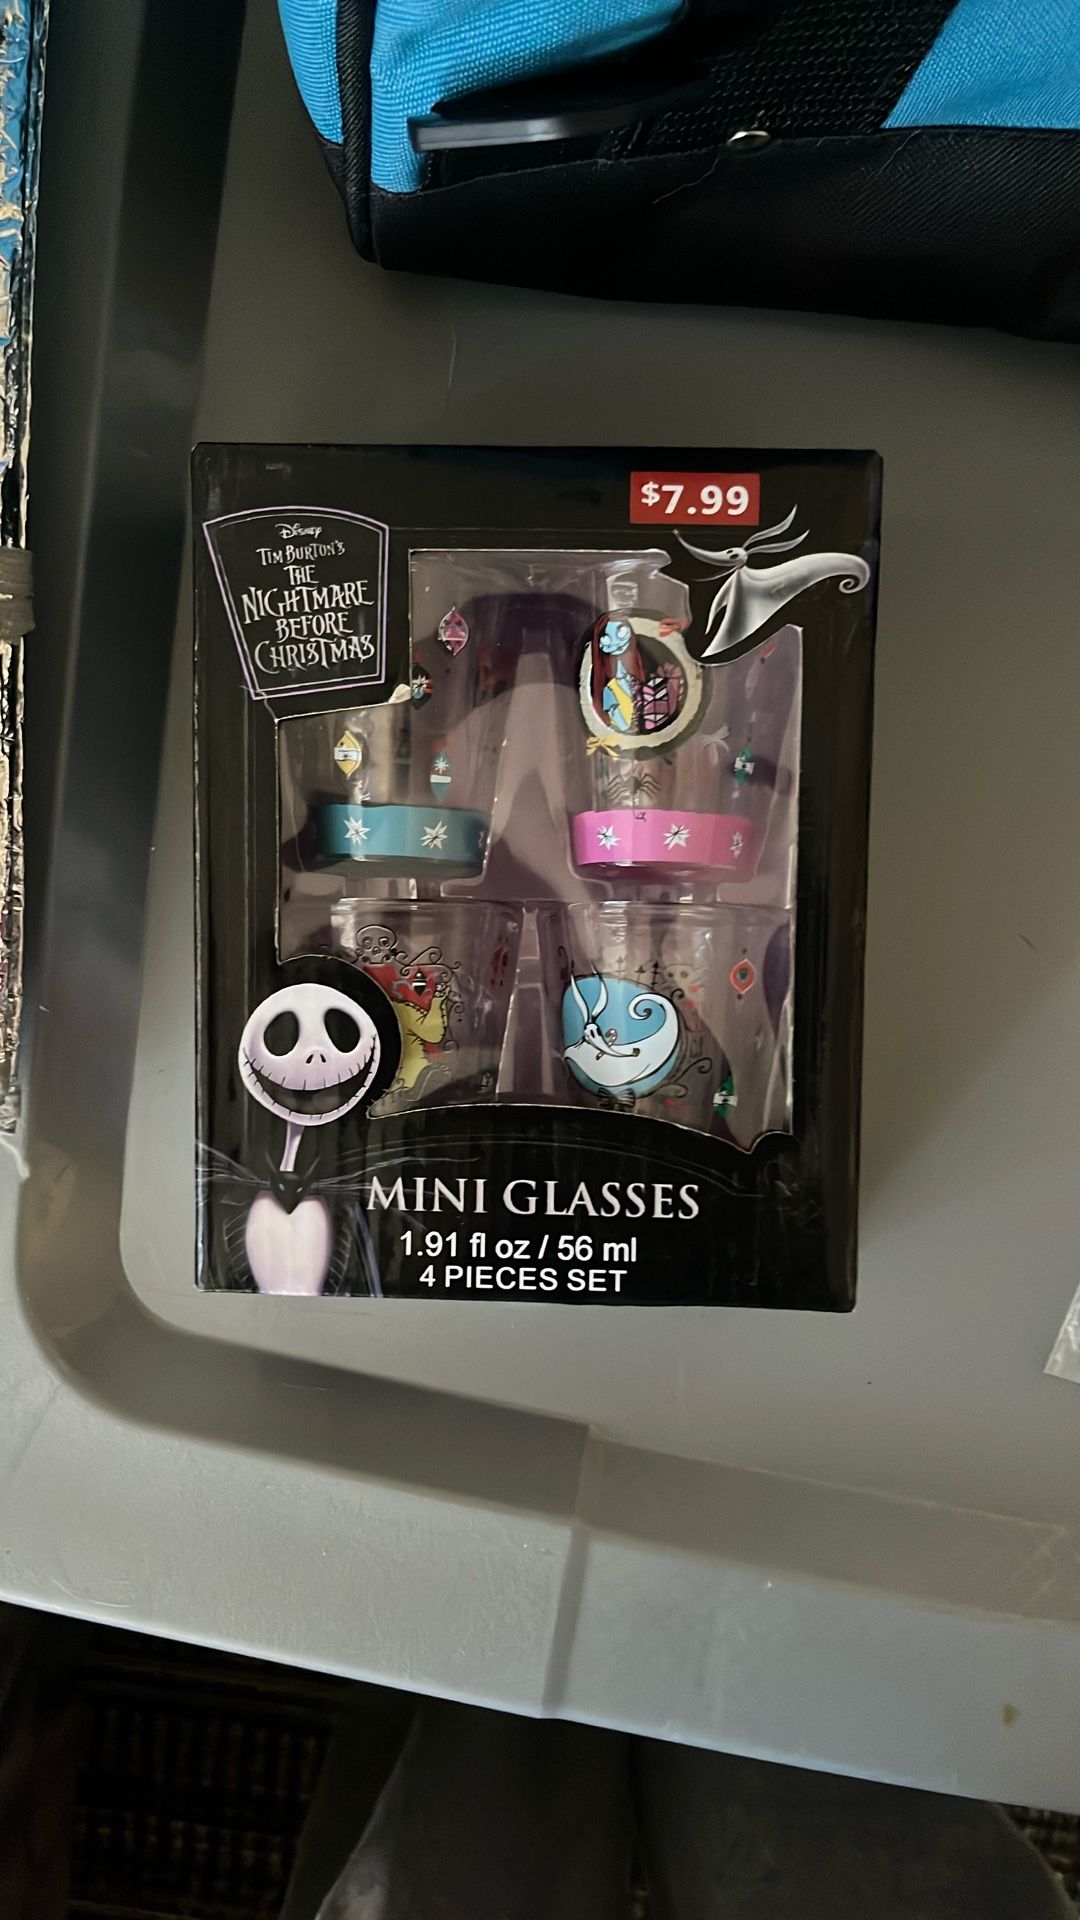 $7.99
Disney
TIM BURTON'S
THE
NIGHTMARE
BEFORE
CHRISTMAS
MINI GLASSES
1.91 fl oz / 56 ml
4 PIECES SET